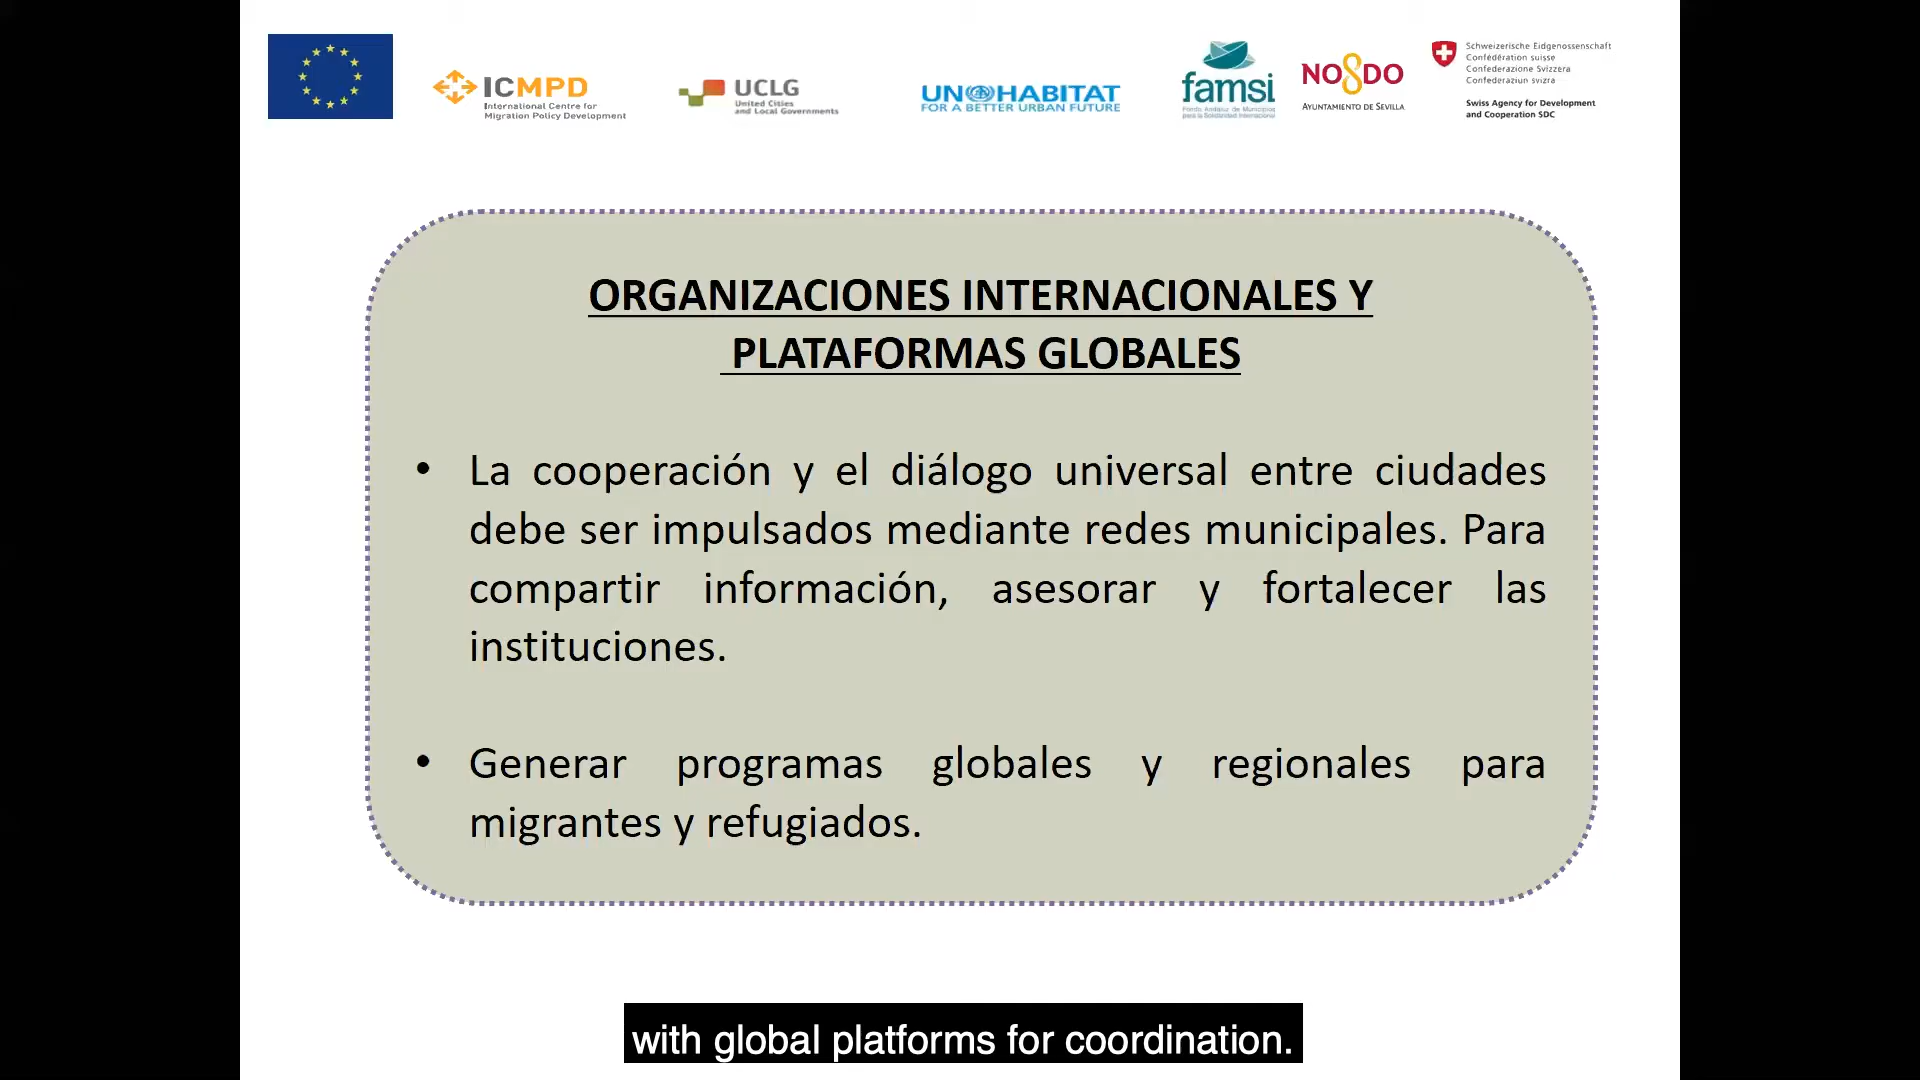 ICMPD
International Centre for
Migration Policy Development
UCLG
United Cities
and Local Governments
UN HABITAT
FOR A BETTER URBAN FUTURE
famsi
Fondo Andaluz de Municipios
para la Solidaridad Internacional
NO8DO
AYUNTAMIENTO DE SEVILLA
Schweizerische Eidgenossenschaft
Confédération suisse
Confederazione Svizzera
Confederaziun svizra
Swiss Agency for Development
and Cooperation SDC
ORGANIZACIONES INTERNACIONALES Y
PLATAFORMAS GLOBALES
• La cooperación y el diálogo universal entre ciudades
debe ser impulsados mediante redes municipales. Para
compartir información, asesorar y fortalecer las
instituciones.
• Generar programas globales y regionales para
migrantes y refugiados.
with global platforms for coordination.